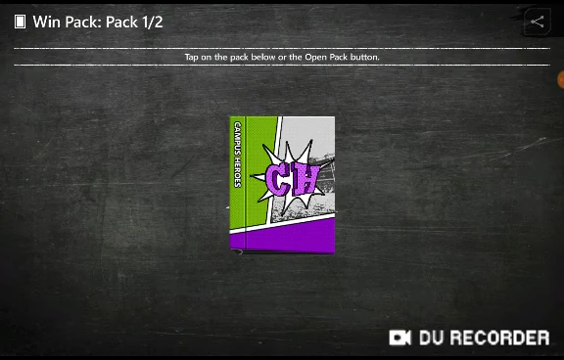 Win Pack: Pack 1/2
Tap on the pack below or the Open Pack button.
CAMPUS HEROES
CH
DU RECORDER